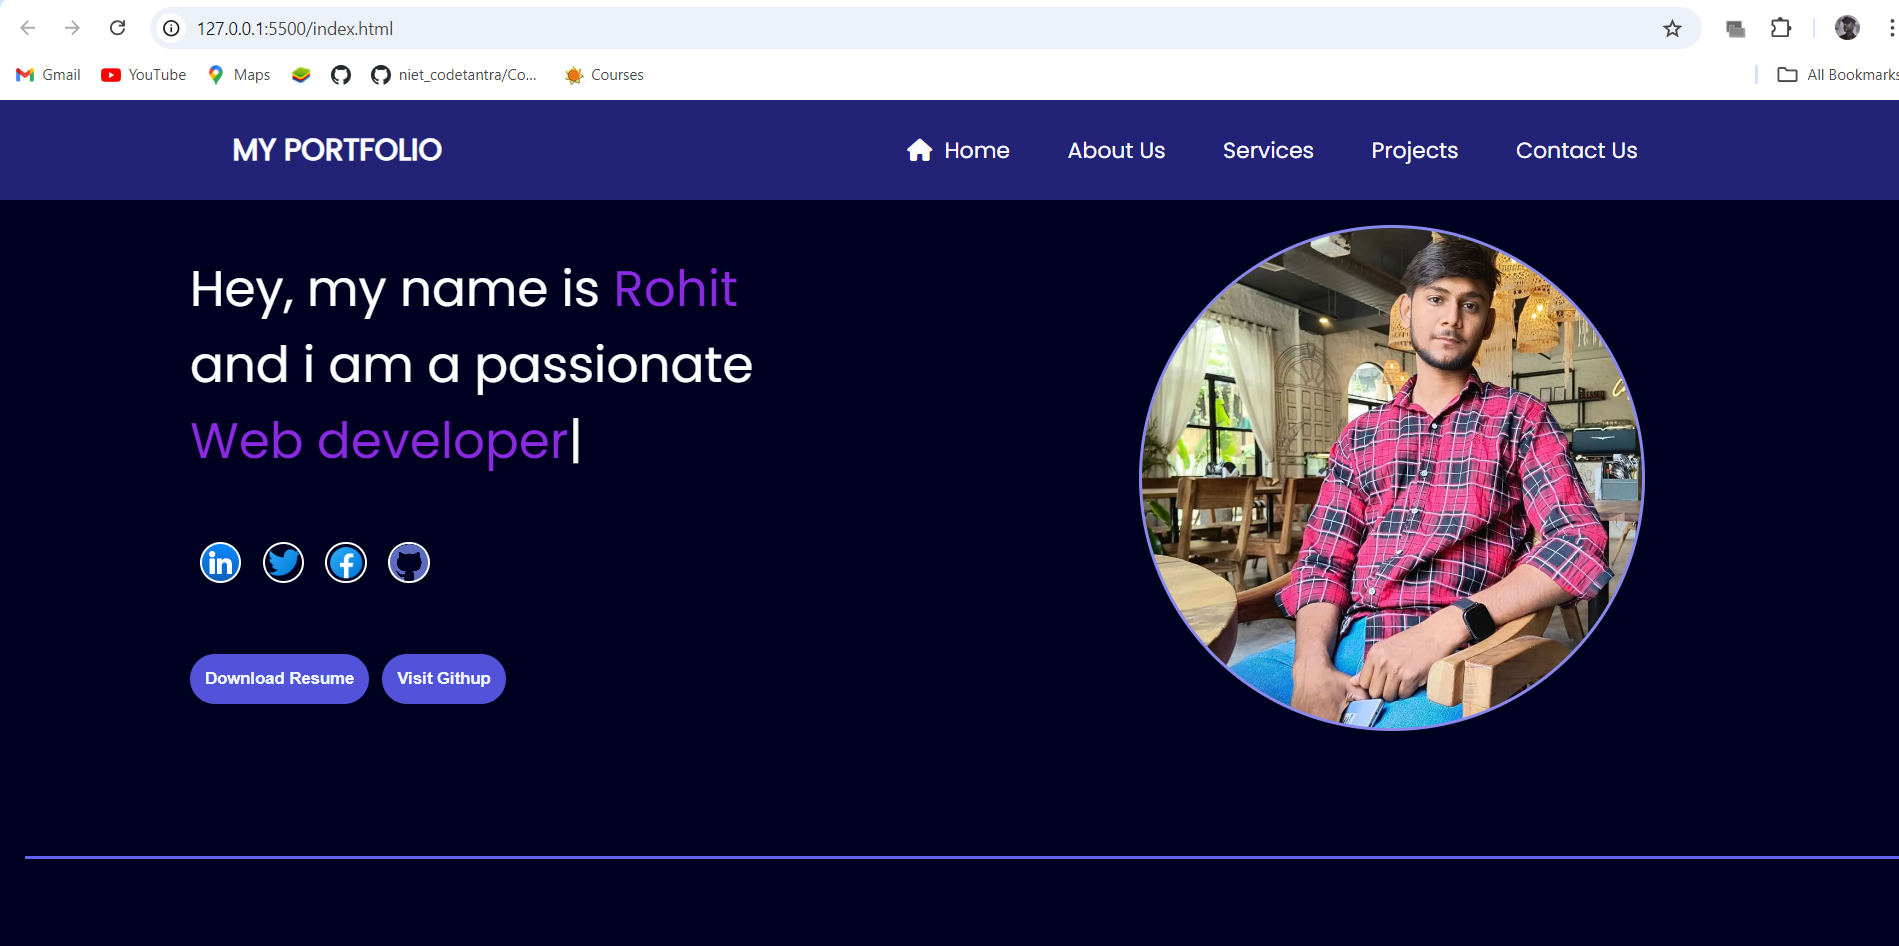 127.0.0.1:5500/index.html
Gmail YouTube Maps niet_codetantra/Co... Courses All Bookmarks
MY PORTFOLIO Home About Us Services Projects Contact Us
Hey, my name is Rohit
and i am a passionate
Web developer|
in f
Download Resume Visit Githup